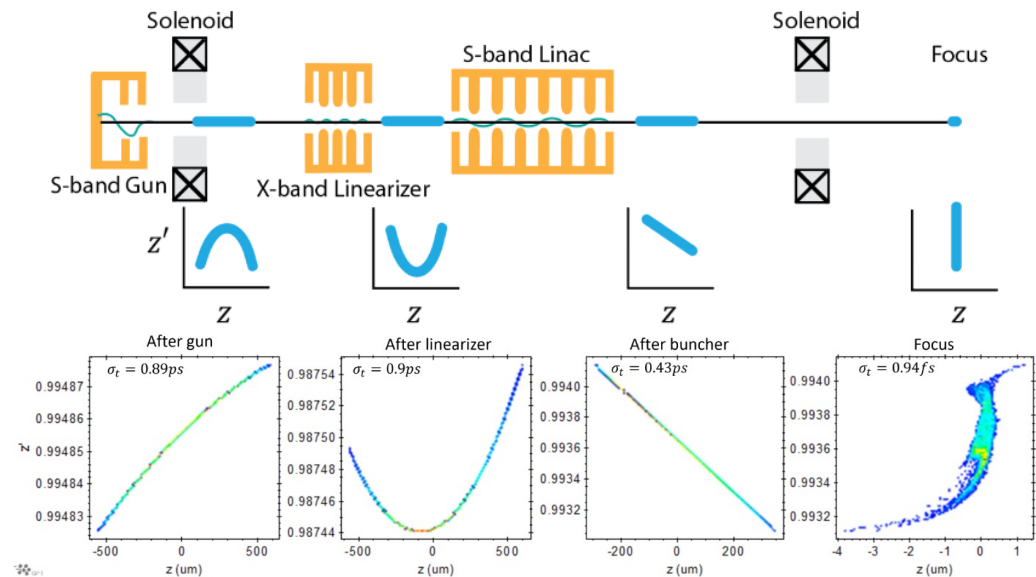 Solenoid
Solenoid
S-band Linac
Focus
S-band Gun
X-band Linearizer
z′
z
z
z
z
After gun
After linearizer
After buncher
Focus
σt = 0.89ps
σt = 0.9ps
σt = 0.43ps
σt = 0.94fs
z'
0.99487
0.99486
0.99485
0.99484
0.99483
-500 0 500
z (um)
0.98754
0.98752
0.98750
0.98748
0.98746
0.98744
-500 0 500
z (um)
0.9940
0.9938
0.9936
0.9934
0.9932
-200 0 200
z (um)
0.9940
0.9938
0.9936
0.9934
0.9932
-4 -3 -2 -1 0 1
z (um)